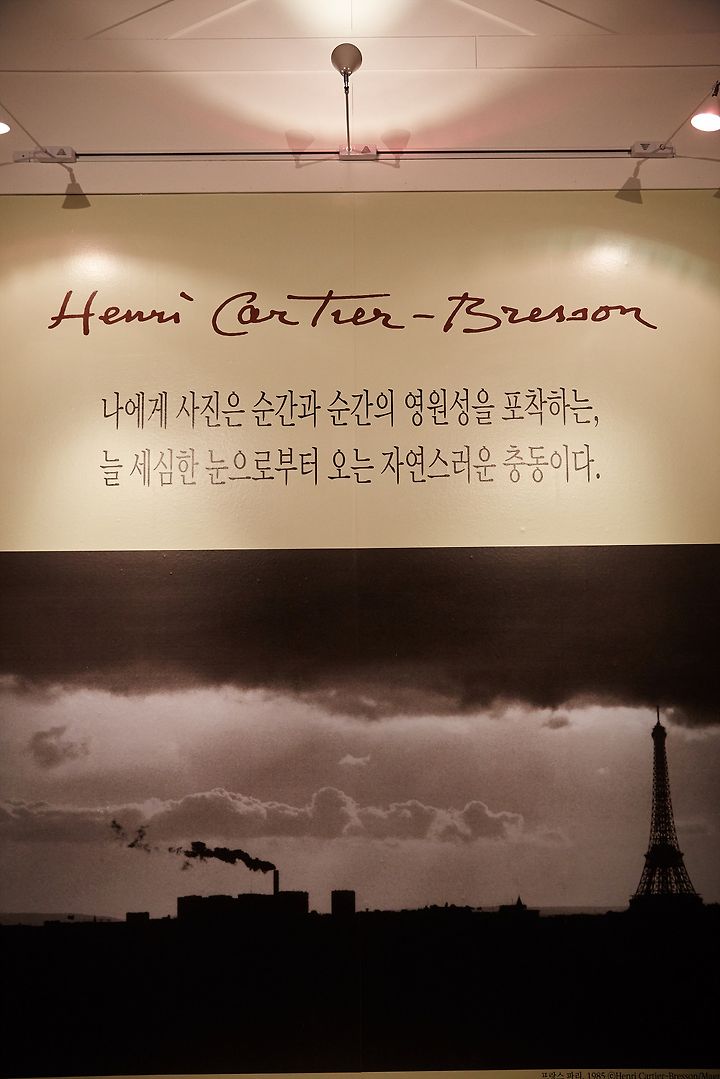 Henri Cartier-Bresson
나에게 사진은 순간과 순간의 영원성을 포착하는,
늘 세심한 눈으로부터 오는 자연스러운 충동이다.
프랑스 파리, 1985 ©Henri Cartier-Bresson/